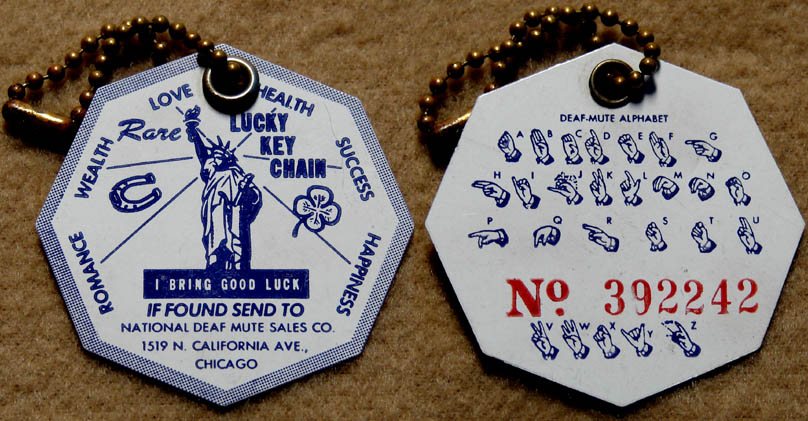 LOVE
HEALTH
WEALTH
SUCCESS
ROMANCE
HAPPINESS
Rare
LUCKY
KEY
CHAIN
I BRING GOOD LUCK
IF FOUND SEND TO
NATIONAL DEAF MUTE SALES CO.
1519 N. CALIFORNIA AVE.,
CHICAGO
DEAF-MUTE ALPHABET
A B C D E F G
H I J K L M N O
P Q R S T U
No 392242
V W X Y Z